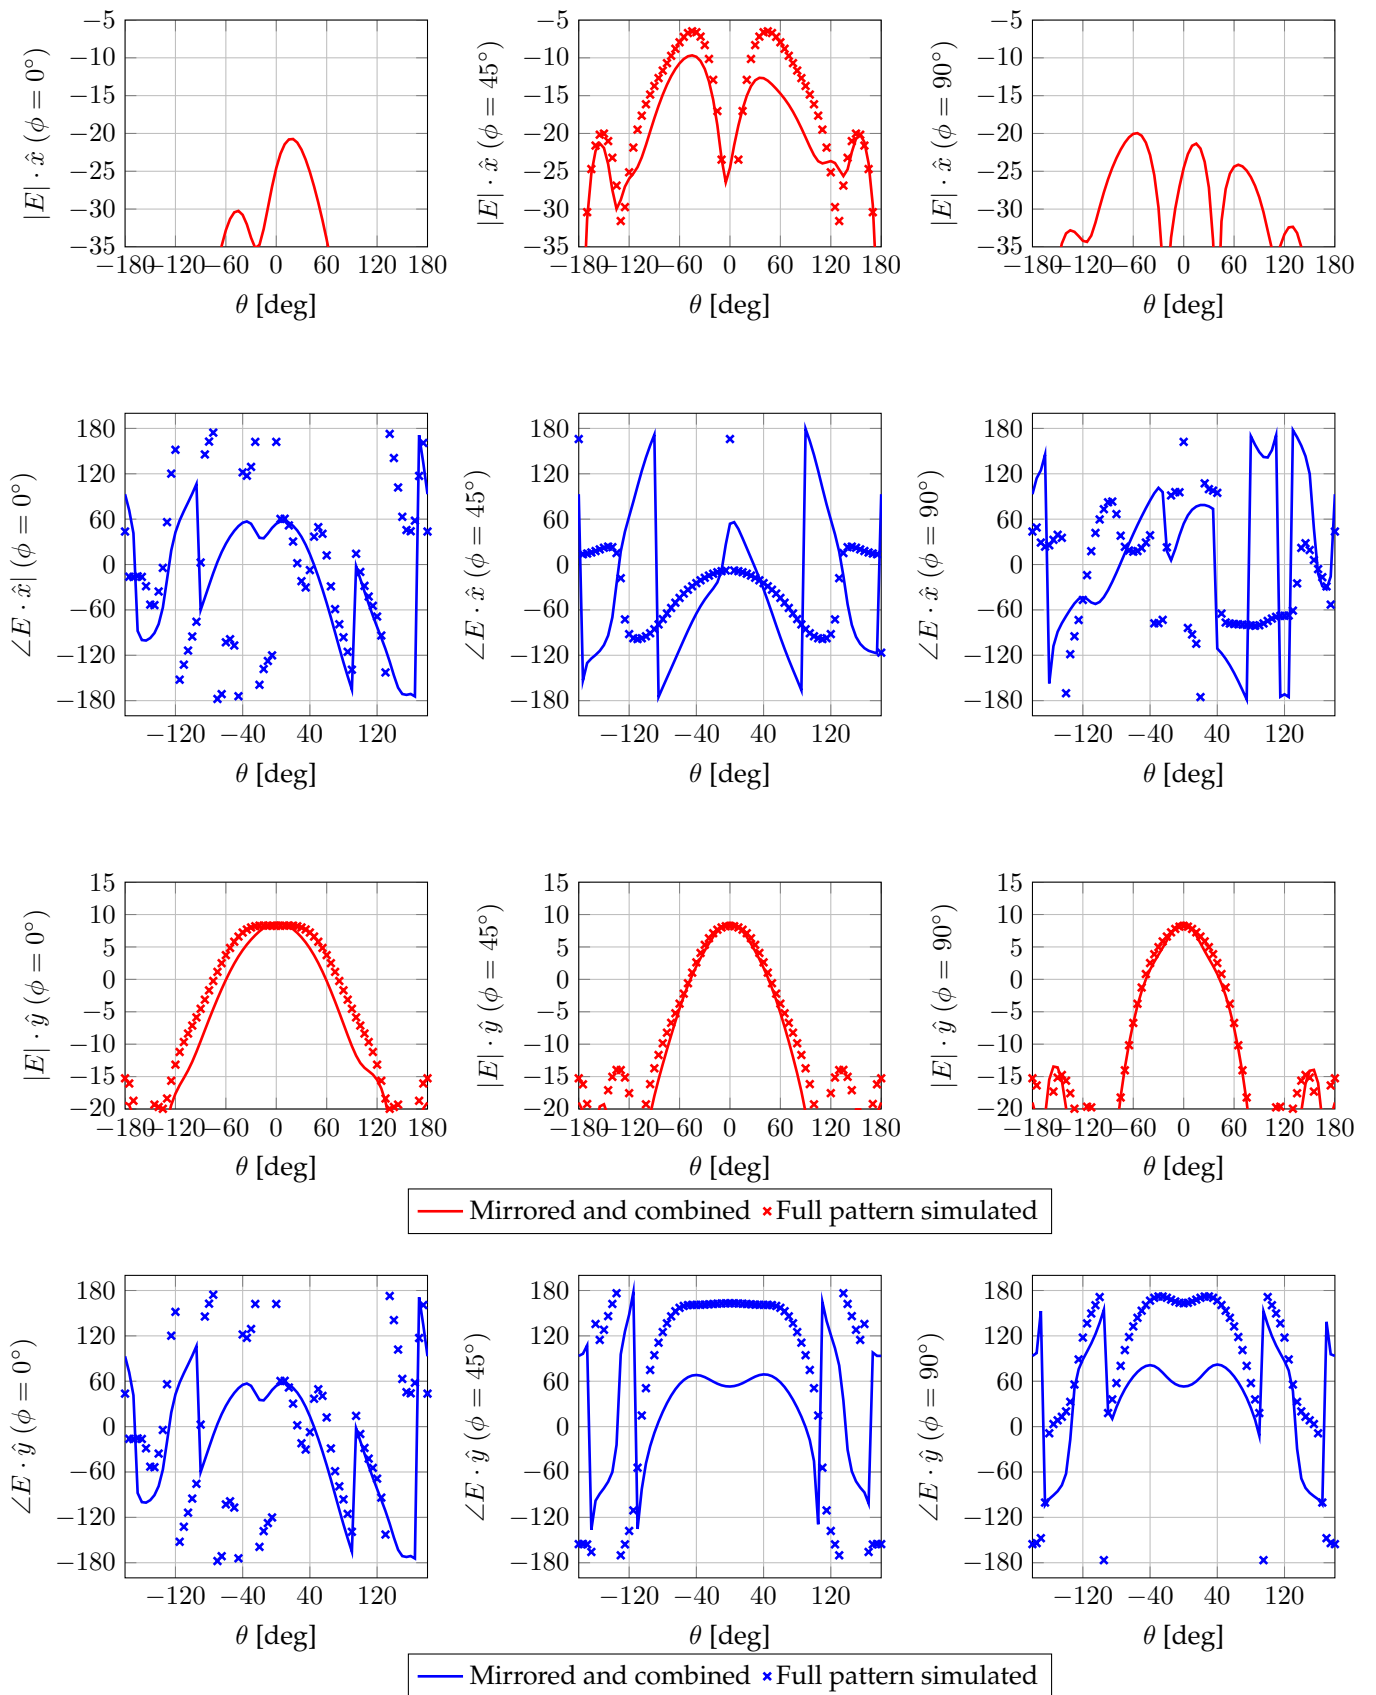 |E| · x̂ (ϕ = 0°)
−5
−10
−15
−20
−25
−30
−35
−180 −120 −60 0 60 120 180
θ [deg]
|E| · x̂ (ϕ = 45°)
−5
−10
−15
−20
−25
−30
−35
−180 −120 −60 0 60 120 180
θ [deg]
|E| · x̂ (ϕ = 90°)
−5
−10
−15
−20
−25
−30
−35
−180 −120 −60 0 60 120 180
θ [deg]
∠E · x̂| (ϕ = 0°)
180
120
60
0
−60
−120
−180
−120 −40 40 120
θ [deg]
∠E · x̂ (ϕ = 45°)
180
120
60
0
−60
−120
−180
−120 −40 40 120
θ [deg]
∠E · x̂ (ϕ = 90°)
180
120
60
0
−60
−120
−180
−120 −40 40 120
θ [deg]
|E| · ŷ (ϕ = 0°)
15
10
5
0
−5
−10
−15
−20
−180 −120 −60 0 60 120 180
θ [deg]
|E| · ŷ (ϕ = 45°)
15
10
5
0
−5
−10
−15
−20
−180 −120 −60 0 60 120 180
θ [deg]
|E| · ŷ (ϕ = 90°)
15
10
5
0
−5
−10
−15
−20
−180 −120 −60 0 60 120 180
θ [deg]
Mirrored and combined Full pattern simulated
∠E · ŷ (ϕ = 0°)
180
120
60
0
−60
−120
−180
−120 −40 40 120
θ [deg]
∠E · ŷ (ϕ = 45°)
180
120
60
0
−60
−120
−180
−120 −40 40 120
θ [deg]
∠E · ŷ (ϕ = 90°)
180
120
60
0
−60
−120
−180
−120 −40 40 120
θ [deg]
Mirrored and combined Full pattern simulated